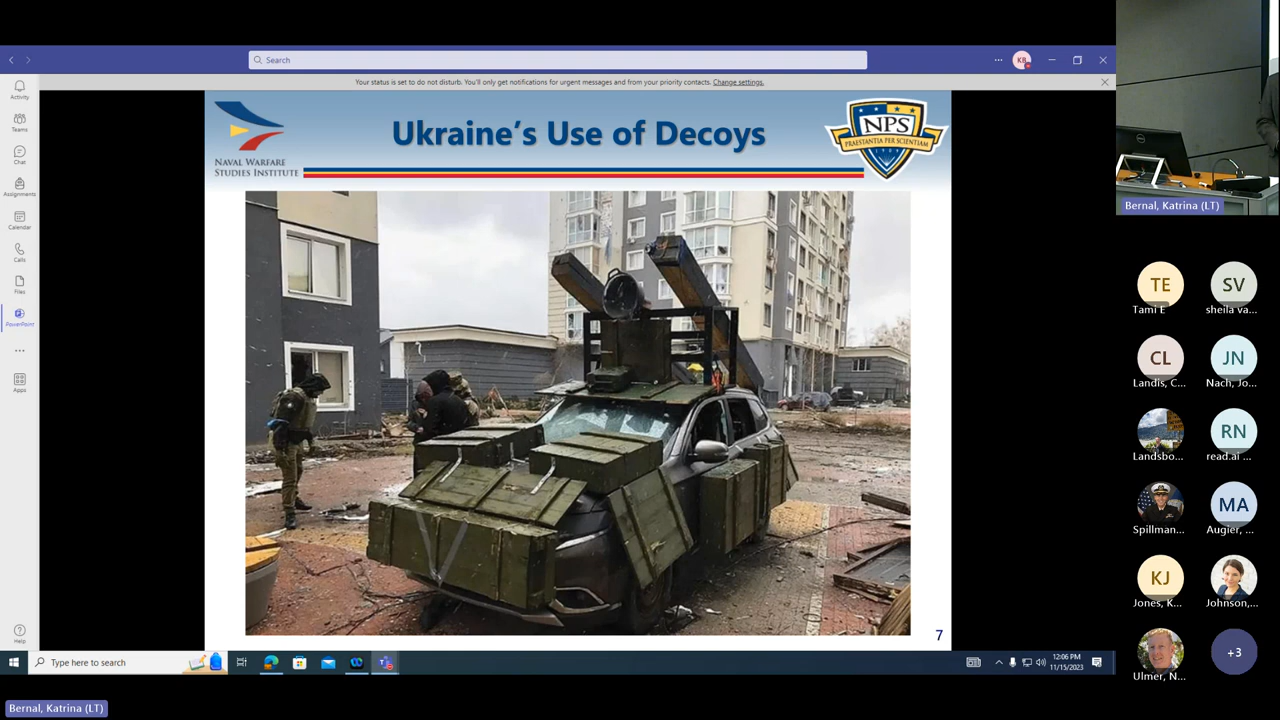 Search
KB
Your status is set to do not disturb. You'll only get notifications for urgent messages and from your priority contacts. Change settings.
Activity
Teams
Chat
Assignments
Calendar
Calls
Files
PowerPoint
Apps
Help
NAVAL WARFARE
STUDIES INSTITUTE
Ukraine's Use of Decoys
NPS
PRAESTANTIA PER SCIENTIAM
7
Type here to search
12:06 PM
11/15/2023
Bernal, Katrina (LT)
DELL
Bernal, Katrina (LT)
TE
Tami E
SV
sheila va...
CL
Landis, C...
JN
Nach, Jo...
Landsbo...
RN
read.ai ...
Spillman...
MA
Augier, ...
KJ
Jones, K...
Johnson,...
Ulmer, N...
+3